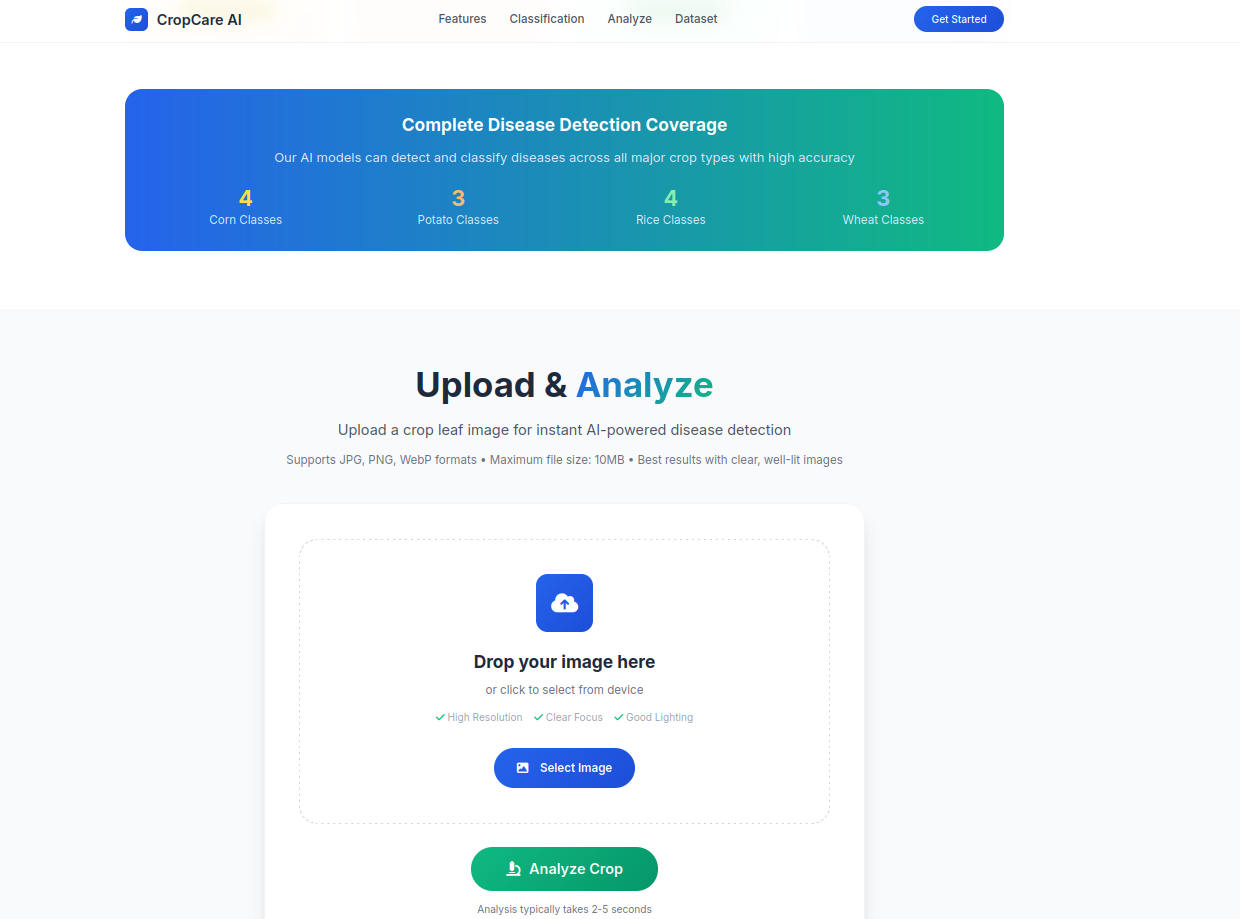 CropCare AI
Features Classification Analyze Dataset
Get Started
Complete Disease Detection Coverage
Our AI models can detect and classify diseases across all major crop types with high accuracy
4 3 4 3
Corn Classes Potato Classes Rice Classes Wheat Classes
Upload & Analyze
Upload a crop leaf image for instant AI-powered disease detection
Supports JPG, PNG, WebP formats • Maximum file size: 10MB • Best results with clear, well-lit images
Drop your image here
or click to select from device
High Resolution Clear Focus Good Lighting
Select Image
Analyze Crop
Analysis typically takes 2-5 seconds